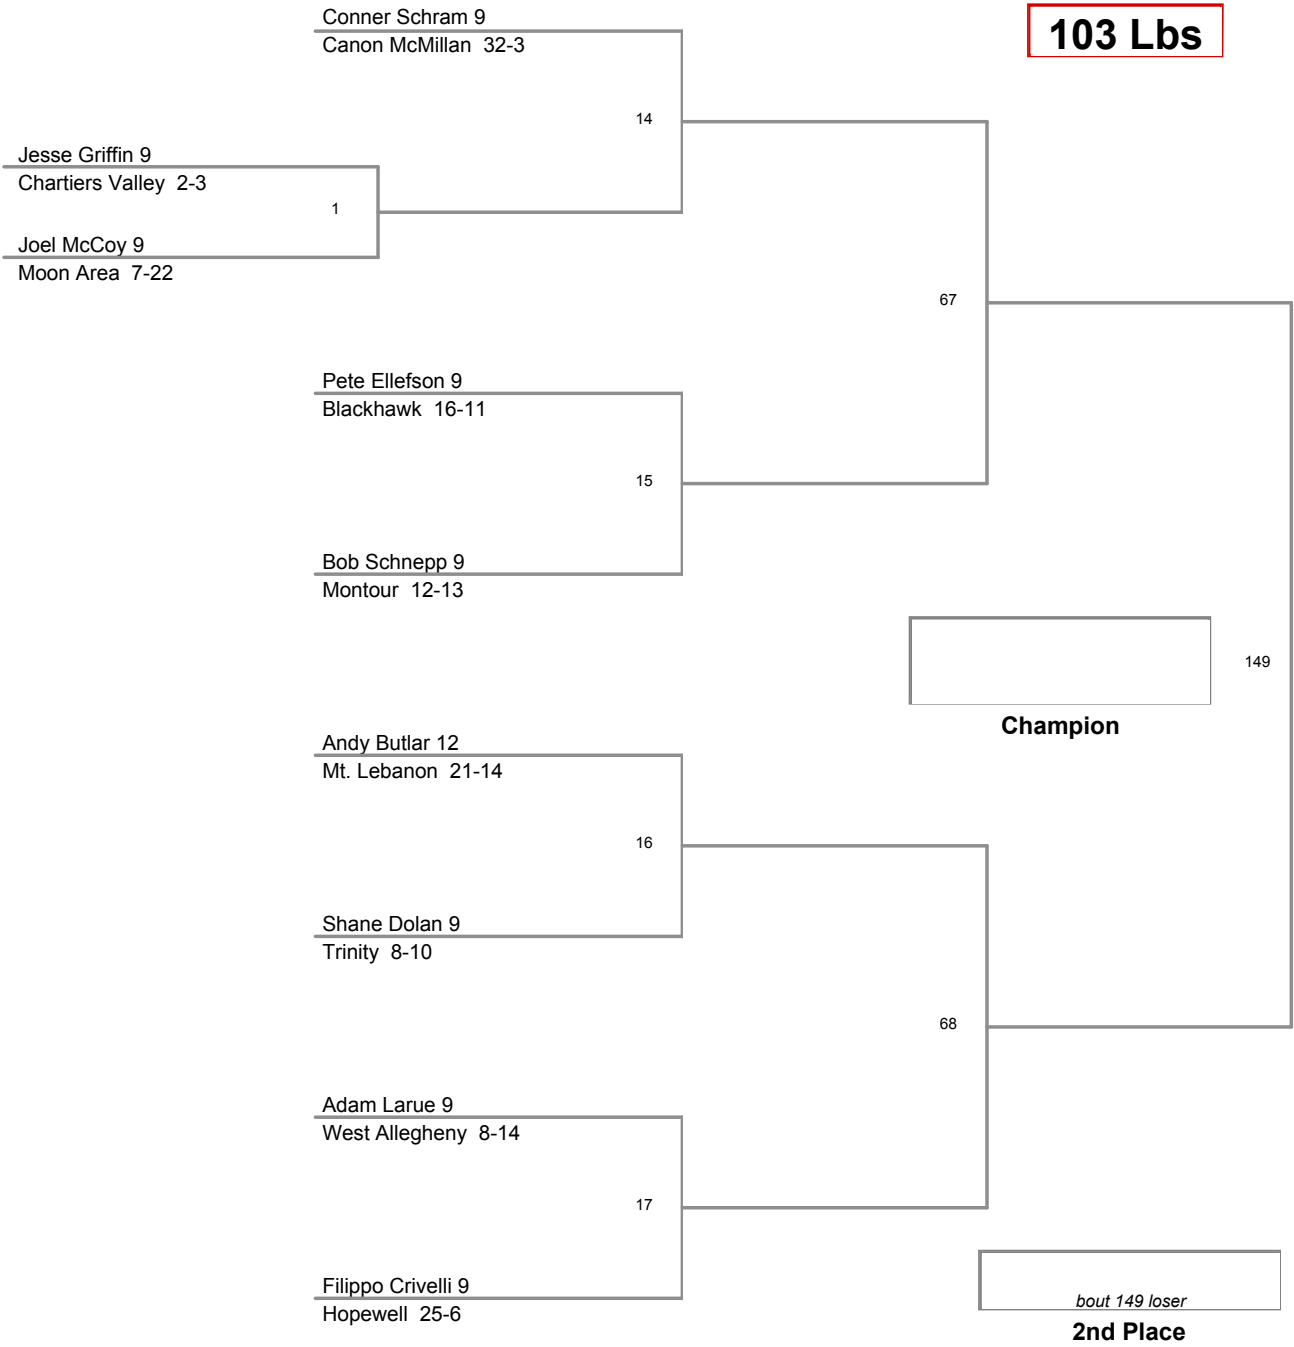 Conner Schram 9
Canon McMillan 32-3
103 Lbs
14
Jesse Griffin 9
Chartiers Valley 2-3
1
Joel McCoy 9
Moon Area 7-22
67
Pete Ellefson 9
Blackhawk 16-11
15
Bob Schnepp 9
Montour 12-13
149
Champion
Andy Butlar 12
Mt. Lebanon 21-14
16
Shane Dolan 9
Trinity 8-10
68
Adam Larue 9
West Allegheny 8-14
17
Filippo Crivelli 9
Hopewell 25-6
bout 149 loser
2nd Place